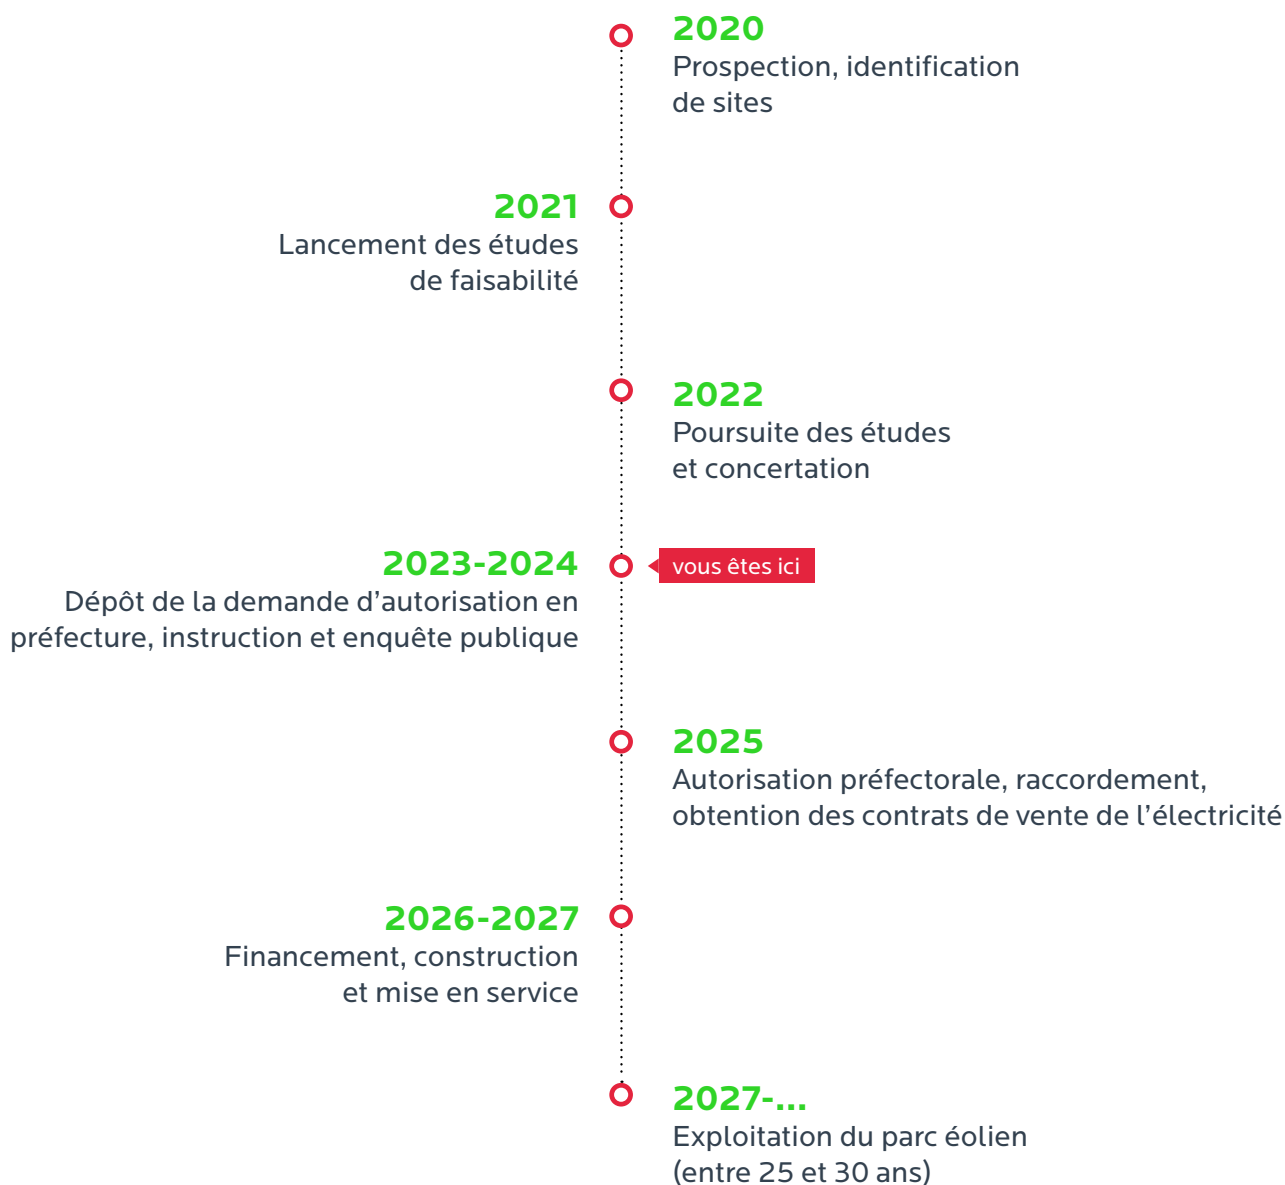 2020
Prospection, identification
de sites
2021
Lancement des études
de faisabilité
2022
Poursuite des études
et concertation
2023-2024
vous êtes ici
Dépôt de la demande d’autorisation en
préfecture, instruction et enquête publique
2025
Autorisation préfectorale, raccordement,
obtention des contrats de vente de l’électricité
2026-2027
Financement, construction
et mise en service
2027-...
Exploitation du parc éolien
(entre 25 et 30 ans)